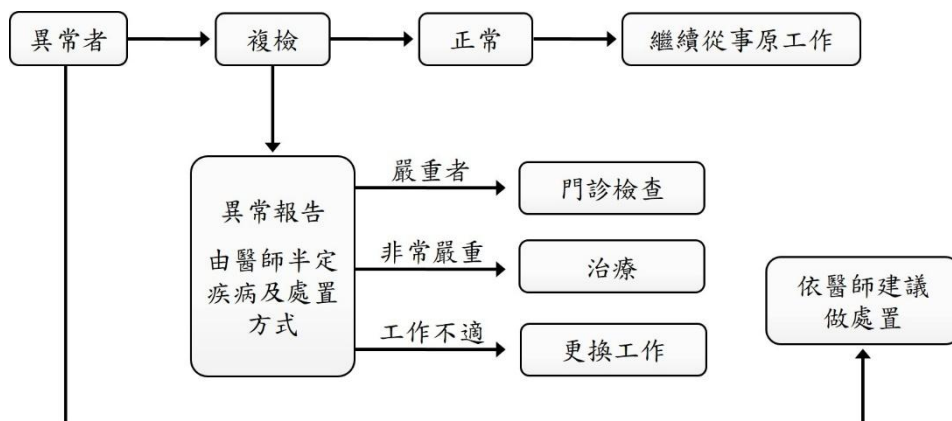 異常者
複檢
正常
繼續從事原工作
異常報告
由醫師半定
疾病及處置
方式
嚴重者
門診檢查
非常嚴重
治療
工作不適
更換工作
依醫師建議
做處置